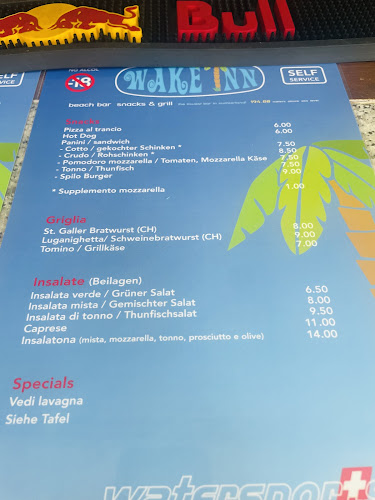 Bull
SELF
SERVICE
NO ALCOL
-18
WAKE INN
SELF
SERVICE
beach bar snacks & grill
Snacks
Pizza al trancio 6.00
Hot Dog 6.00
Panini / sandwich
- Cotto / gekochter Schinken * 7.50
- Crudo / Rohschinken * 8.50
- Pomodoro mozzarella / Tomaten, Mozzarella Käse 7.50
- Tonno / Thunfisch 7.50
- Spilo Burger 9.00
* Supplemento mozzarella 1.00
Griglia
St. Galler Bratwurst (CH) 8.00
Luganighetta/ Schweinebratwurst (CH) 9.00
Tomino / Grillkäse 7.00
Insalate (Beilagen)
Insalata verde / Grüner Salat 6.50
Insalata mista / Gemischter Salat 8.00
Insalata di tonno / Thunfischsalat 9.50
Caprese 11.00
Insalatona (mista, mozzarella, tonno, prosciutto e olive) 14.00
Specials
Vedi lavagna
Siehe Tafel